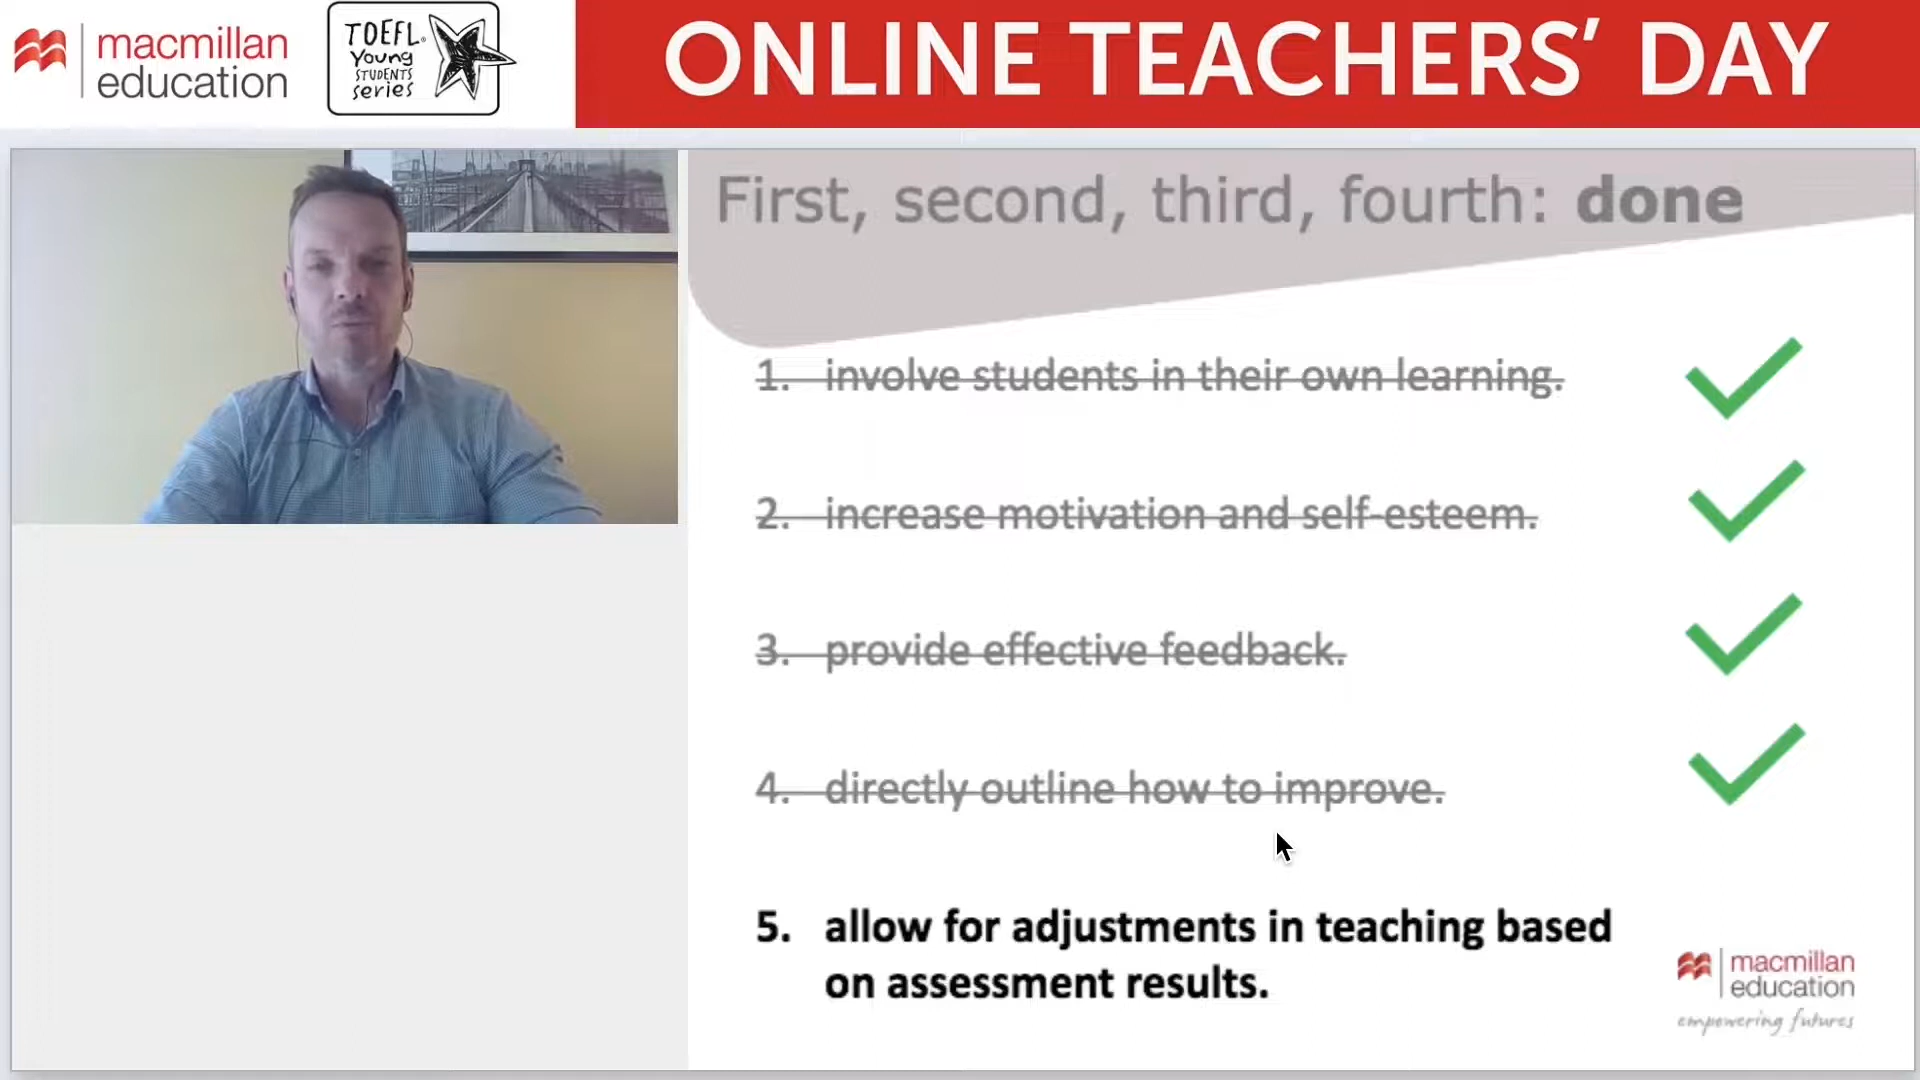 macmillan
education
TOEFL®
Young
STUDENTS
series
ONLINE TEACHERS’ DAY
First, second, third, fourth: done
1. involve students in their own learning.
2. increase motivation and self-esteem.
3. provide effective feedback.
4. directly outline how to improve.
5. allow for adjustments in teaching based
on assessment results.
macmillan
education
empowering futures